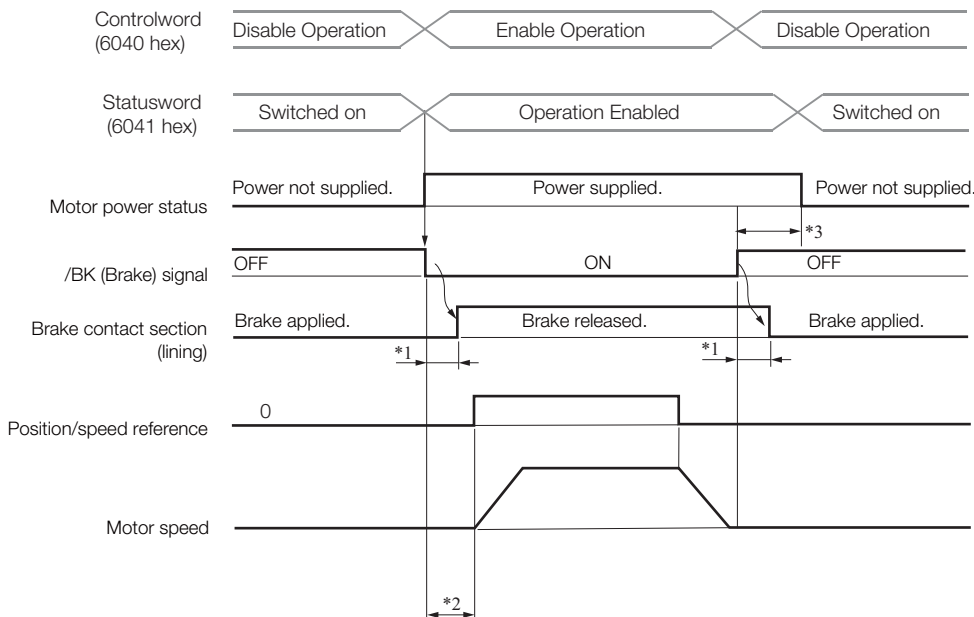 Controlword
(6040 hex)
Disable Operation
Enable Operation
Disable Operation
Statusword
(6041 hex)
Switched on
Operation Enabled
Switched on
Motor power status
Power not supplied.
Power supplied.
Power not supplied.
*3
/BK (Brake) signal
OFF
ON
OFF
Brake contact section
(lining)
Brake applied.
Brake released.
Brake applied.
*1
*1
Position/speed reference
0
Motor speed
*2